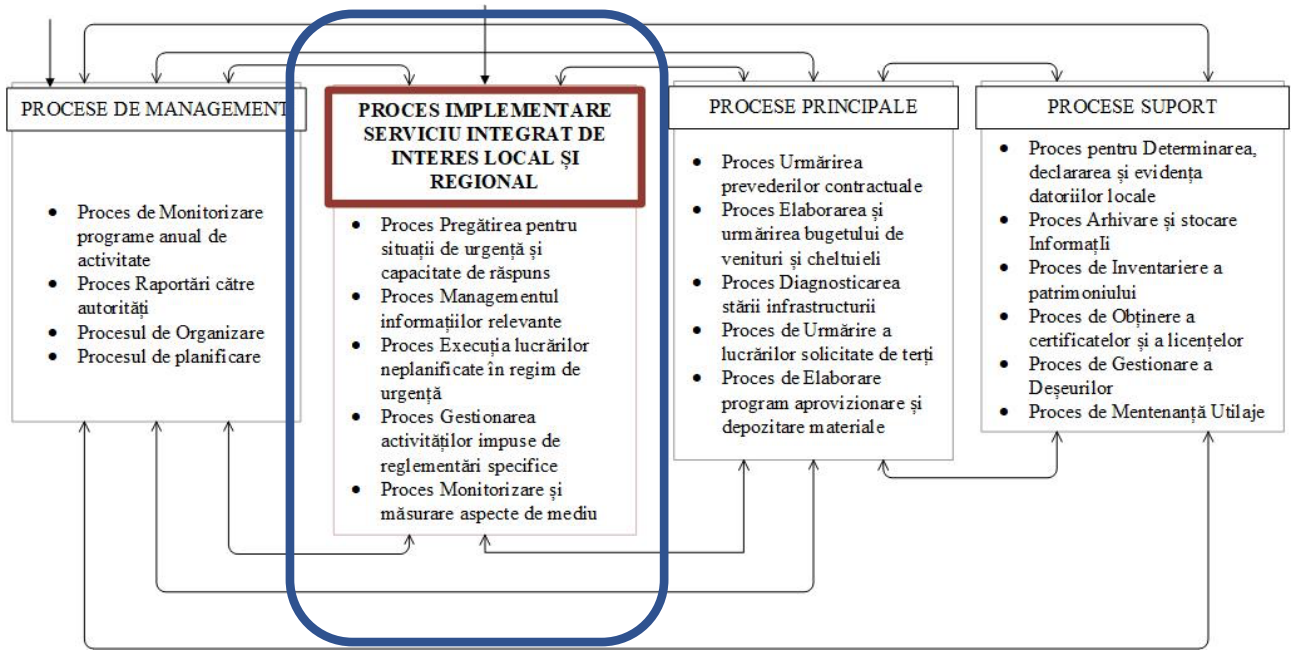 PROCESE DE MANAGEMENT
• Proces de Monitorizare
programe anual de
activitate
• Proces Raportări către
autorități
• Procesul de Organizare
• Procesul de planificare
PROCES IMPLEMENTARE
SERVICIU INTEGRAT DE
INTERES LOCAL ȘI
REGIONAL
• Proces Pregătirea pentru
situații de urgență și
capacitate de răspuns
• Proces Managementul
informațiilor relevante
• Proces Execuția lucrărilor
neplanificate în regim de
urgență
• Proces Gestionarea
activităților impuse de
reglementări specifice
• Proces Monitorizare și
măsurare aspecte de mediu
PROCESE PRINCIPALE
• Proces Urmărirea
prevederilor contractuale
• Proces Elaborarea și
urmărirea bugetului de
venituri și cheltuieli
• Proces Diagnosticarea
stării infrastructurii
• Proces de Urmărire a
lucrărilor solicitate de terți
• Proces de Elaborare
program aprovizionare și
depozitare materiale
PROCESE SUPORT
• Proces pentru Determinarea,
declararea și evidența
datoriilor locale
• Proces Arhivare și stocare
InformațIi
• Proces de Inventariere a
patrimoniului
• Proces de Obținere a
certificatelor și a licențelor
• Proces de Gestionare a
Deșeurilor
• Proces de Mentenanță Utilaje